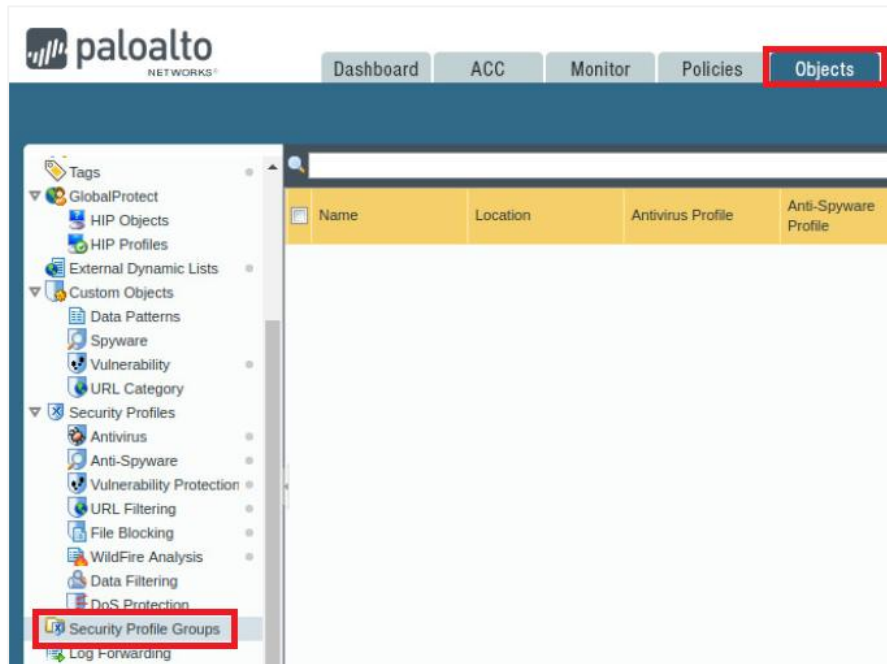 paloalto
NETWORKS®
Dashboard ACC Monitor Policies Objects
Tags
GlobalProtect
HIP Objects
HIP Profiles
External Dynamic Lists
Custom Objects
Data Patterns
Spyware
Vulnerability
URL Category
Security Profiles
Antivirus
Anti-Spyware
Vulnerability Protection
URL Filtering
File Blocking
WildFire Analysis
Data Filtering
DoS Protection
Security Profile Groups
Log Forwarding
Name Location Antivirus Profile Anti-Spyware
Profile